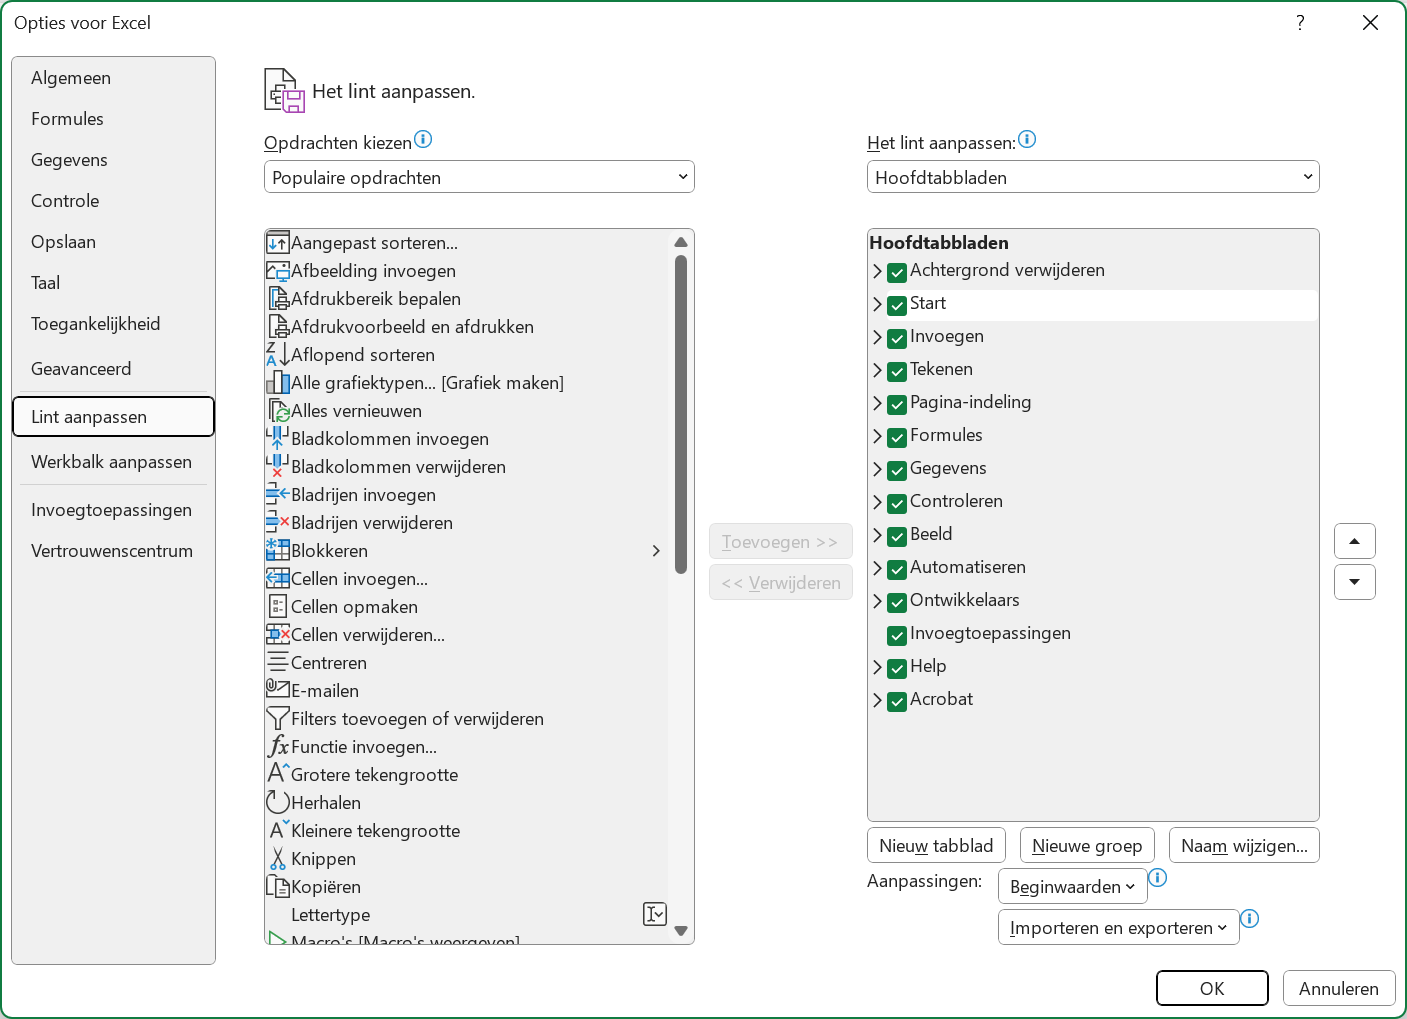 Opties voor Excel
?
Algemeen
Formules
Gegevens
Controle
Opslaan
Taal
Toegankelijkheid
Geavanceerd
Lint aanpassen
Werkbalk aanpassen
Invoegtoepassingen
Vertrouwenscentrum
Het lint aanpassen.
Opdrachten kiezen
Populaire opdrachten
Aangepast sorteren...
Afbeelding invoegen
Afdrukbereik bepalen
Afdrukvoorbeeld en afdrukken
Aflopend sorteren
Alle grafiektypen... [Grafiek maken]
Alles vernieuwen
Bladkolommen invoegen
Bladkolommen verwijderen
Bladrijen invoegen
Bladrijen verwijderen
Blokkeren
Cellen invoegen...
Cellen opmaken
Cellen verwijderen...
Centreren
E-mailen
Filters toevoegen of verwijderen
Functie invoegen...
Grotere tekengrootte
Herhalen
Kleinere tekengrootte
Knippen
Kopiëren
Lettertype
Macro's [Macro's weergeven]
Toevoegen >>
<< Verwijderen
Het lint aanpassen:
Hoofdtabbladen
Hoofdtabbladen
Achtergrond verwijderen
Start
Invoegen
Tekenen
Pagina-indeling
Formules
Gegevens
Controleren
Beeld
Automatiseren
Ontwikkelaars
Invoegtoepassingen
Help
Acrobat
Nieuw tabblad
Nieuwe groep
Naam wijzigen...
Aanpassingen:
Beginwaarden
Importeren en exporteren
OK
Annuleren